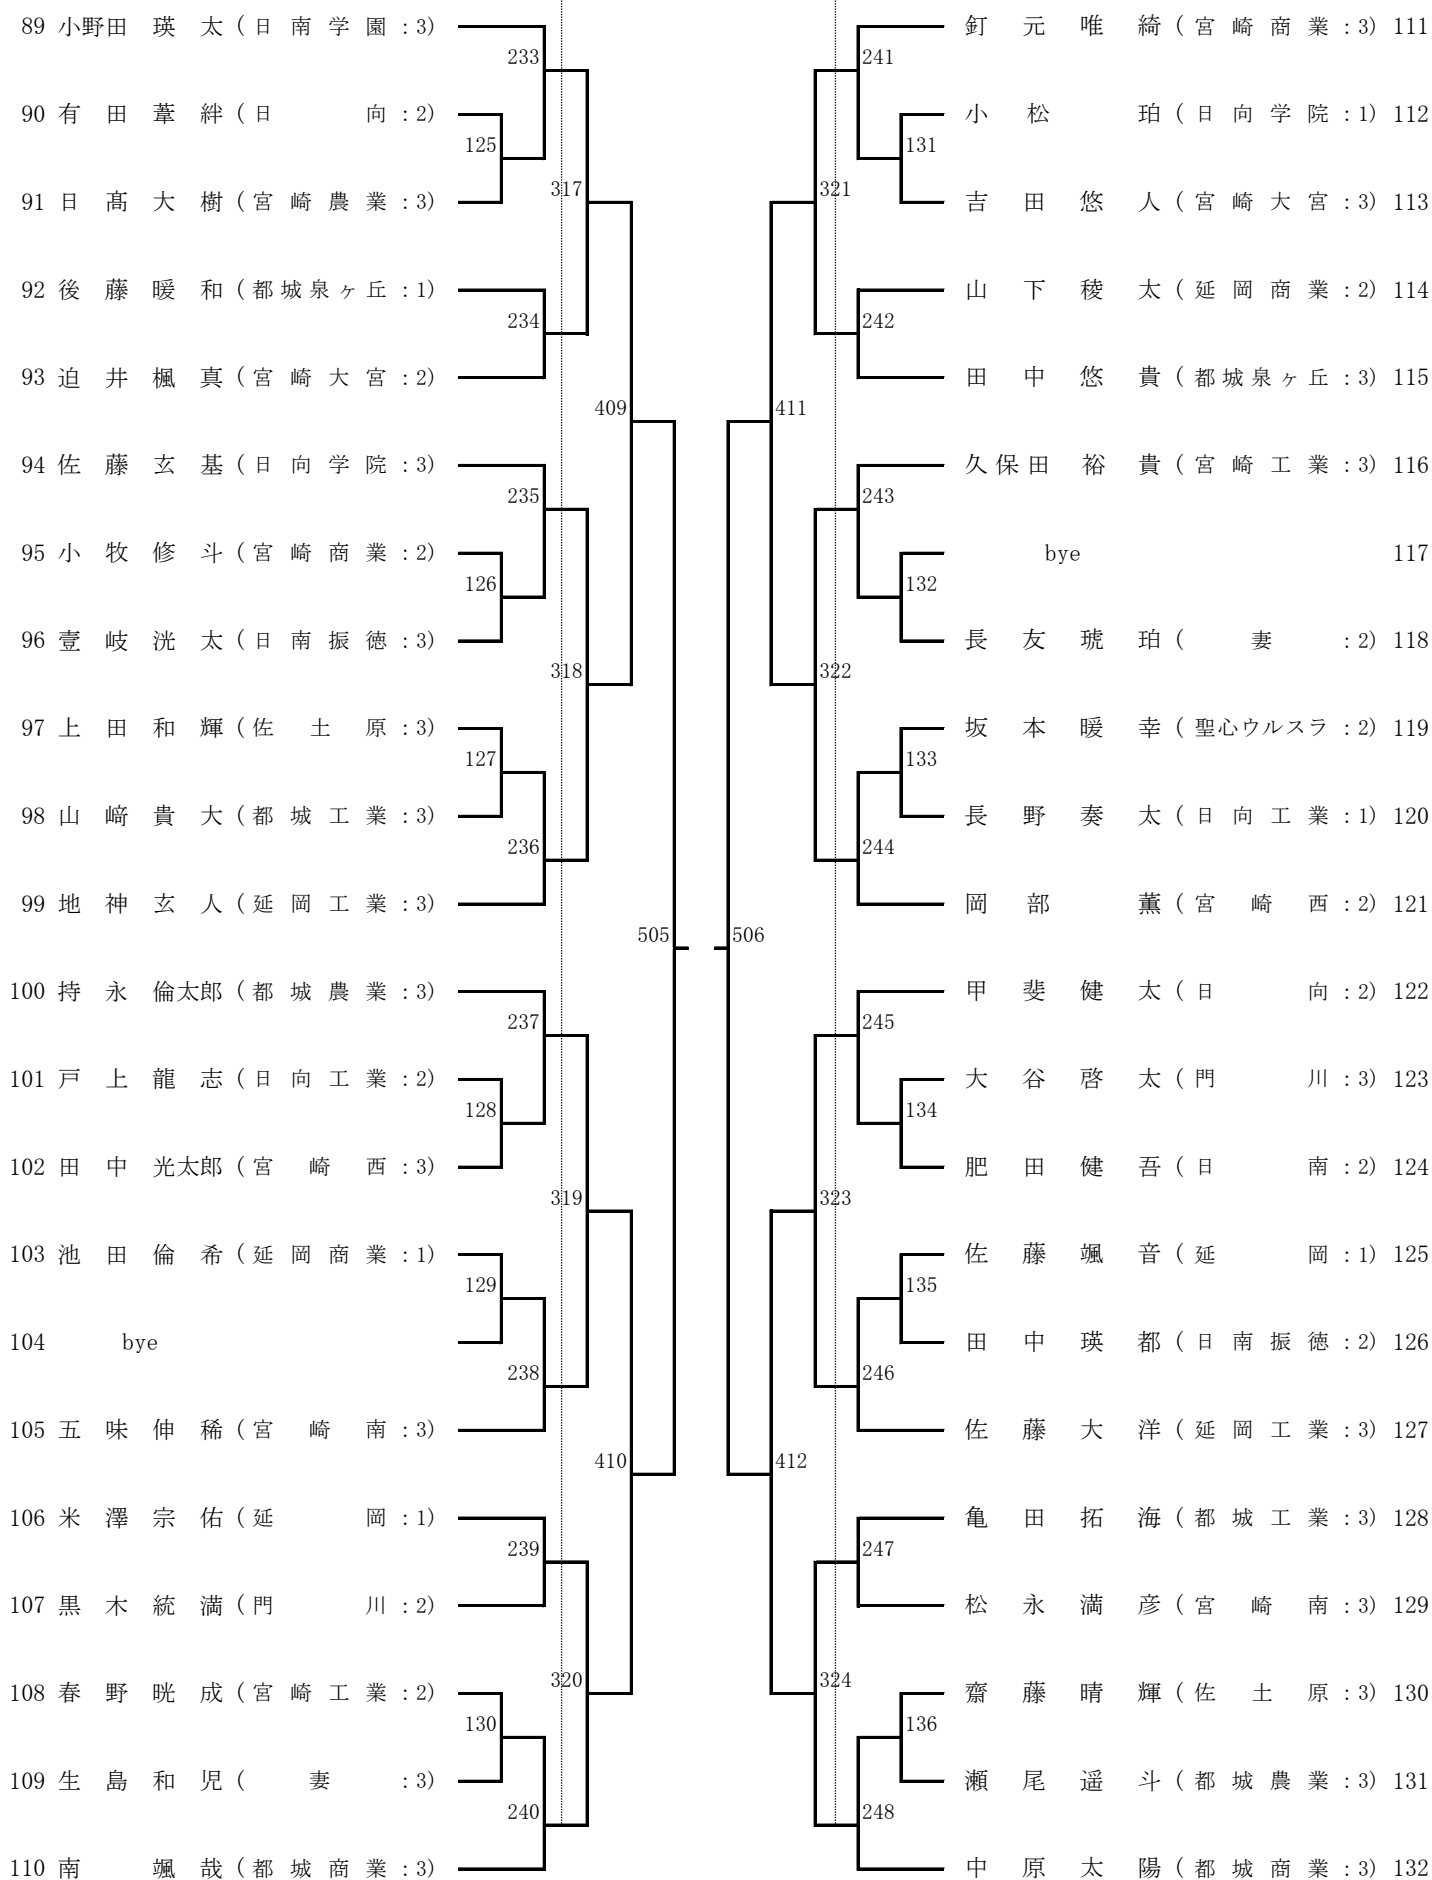 89 小野田 瑛 太 ( 日 南 学 園 : 3)
233
90 有 田 葦 絆 ( 日 向 : 2)
125
91 日 髙 大 樹 ( 宮 崎 農 業 : 3)
317
92 後 藤 暖 和 ( 都 城 泉 ヶ 丘 : 1)
234
93 迫 井 楓 真 ( 宮 崎 大 宮 : 2)
409
94 佐 藤 玄 基 ( 日 向 学 院 : 3)
235
95 小 牧 修 斗 ( 宮 崎 商 業 : 2)
126
96 壹 岐 洸 太 ( 日 南 振 徳 : 3)
318
97 上 田 和 輝 ( 佐 土 原 : 3)
127
98 山 﨑 貴 大 ( 都 城 工 業 : 3)
236
99 地 神 玄 人 ( 延 岡 工 業 : 3)
505
100 持 永 倫太郎 ( 都 城 農 業 : 3)
237
101 戸 上 龍 志 ( 日 向 工 業 : 2)
128
102 田 中 光太郎 ( 宮 崎 西 : 3)
319
103 池 田 倫 希 ( 延 岡 商 業 : 1)
129
104 bye
238
105 五 味 伸 稀 ( 宮 崎 南 : 3)
410
106 米 澤 宗 佑 ( 延 岡 : 1)
239
107 黒 木 統 満 ( 門 川 : 2)
320
108 春 野 晄 成 ( 宮 崎 工 業 : 2)
130
109 生 島 和 児 ( 妻 : 3)
240
110 南 颯 哉 ( 都 城 商 業 : 3)
釘 元 唯 綺 ( 宮 崎 商 業 : 3) 111
241
小 松 珀 ( 日 向 学 院 : 1) 112
131
吉 田 悠 人 ( 宮 崎 大 宮 : 3) 113
321
山 下 稜 太 ( 延 岡 商 業 : 2) 114
242
田 中 悠 貴 ( 都 城 泉 ヶ 丘 : 3) 115
411
久 保 田 裕 貴 ( 宮 崎 工 業 : 3) 116
243
bye 117
132
長 友 琥 珀 ( 妻 : 2) 118
322
坂 本 暖 幸 ( 聖心ウルスラ : 2) 119
133
長 野 奏 太 ( 日 向 工 業 : 1) 120
244
岡 部 薫 ( 宮 崎 西 : 2) 121
506
甲 斐 健 太 ( 日 向 : 2) 122
245
大 谷 啓 太 ( 門 川 : 3) 123
134
肥 田 健 吾 ( 日 南 : 2) 124
323
佐 藤 颯 音 ( 延 岡 : 1) 125
135
田 中 瑛 都 ( 日 南 振 徳 : 2) 126
246
佐 藤 大 洋 ( 延 岡 工 業 : 3) 127
412
亀 田 拓 海 ( 都 城 工 業 : 3) 128
247
松 永 満 彦 ( 宮 崎 南 : 3) 129
324
齋 藤 晴 輝 ( 佐 土 原 : 3) 130
136
瀬 尾 遥 斗 ( 都 城 農 業 : 3) 131
248
中 原 太 陽 ( 都 城 商 業 : 3) 132